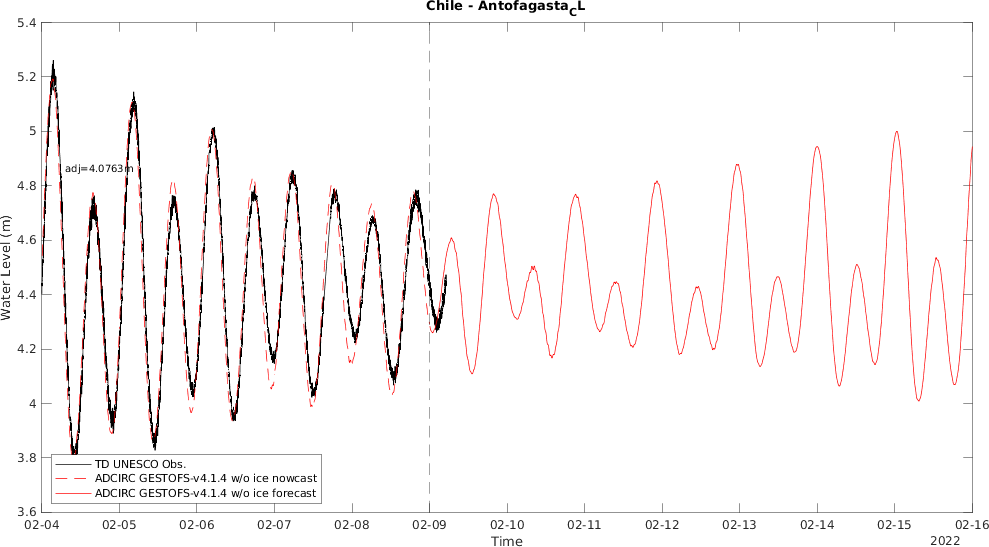 Chile - Antofagasta_CL
5.4
5.2
5
4.8
4.6
4.4
4.2
4
3.8
3.6
Water Level (m)
adj=4.0763m
TD UNESCO Obs.
ADCIRC GESTOFS-v4.1.4 w/o ice nowcast
ADCIRC GESTOFS-v4.1.4 w/o ice forecast
02-04 02-05 02-06 02-07 02-08 02-09 02-10 02-11 02-12 02-13 02-14 02-15 02-16
Time
2022